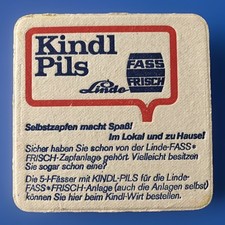 Kindl
Pils
FASS
FRISCH
Linde
Selbstzapfen macht Spaß!
Im Lokal und zu Hause!
Sicher haben Sie schon von der Linde-FASS★
FRISCH-Zapfanlage gehört. Vielleicht besitzen
Sie sogar schon eine?
Die 5-l-Fässer mit KINDL-PILS für die Linde-
FASS★FRISCH-Anlage (auch die Anlagen selbst)
können Sie hier beim Kindl-Wirt bestellen.